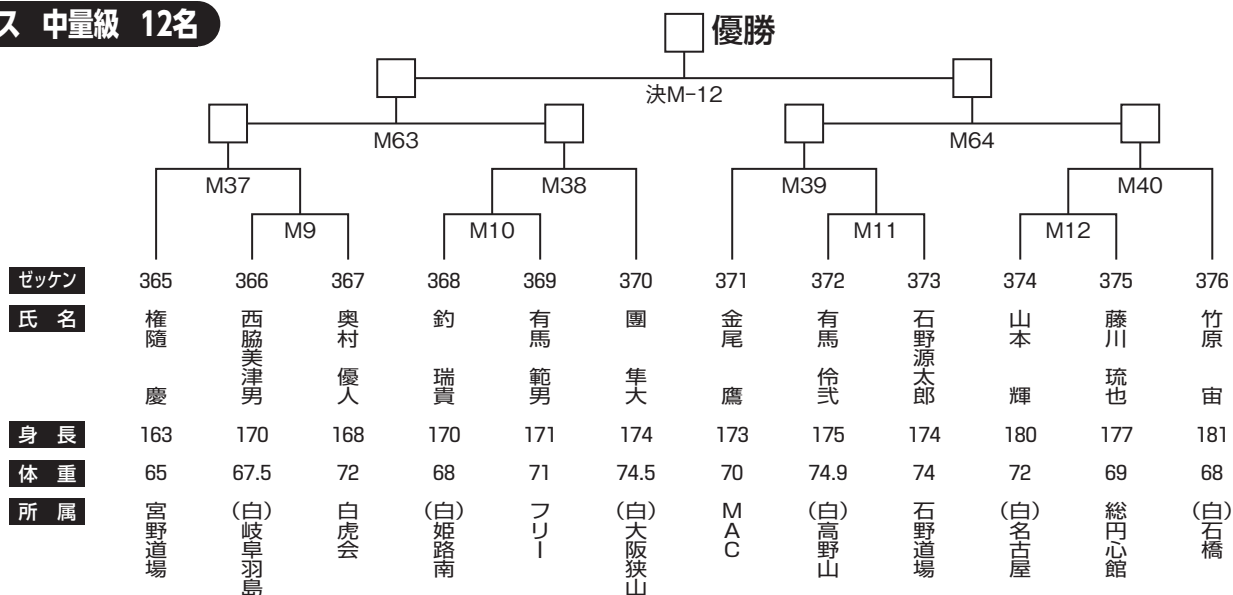 ス 中量級 12名
優勝
決M-12
M63 M64
M37 M38 M39 M40
M9 M10 M11 M12
ゼッケン 365 366 367 368 369 370 371 372 373 374 375 376
氏 名 権隨 慶 西脇美津男 奥村 優人 釣 瑞貴 有馬 範男 團 隼大 金尾 鷹 有馬 伶弐 石野源太郎 山本 輝 藤川 琉也 竹原 宙
身 長 163 170 168 170 171 174 173 175 174 180 177 181
体 重 65 67.5 72 68 71 74.5 70 74.9 74 72 69 68
所 属 宮野道場 (白)岐阜羽島 白虎会 (白)姫路南 フリー (白)大阪狭山 MAC (白)高野山 石野道場 (白)名古屋 総円心館 (白)石橋